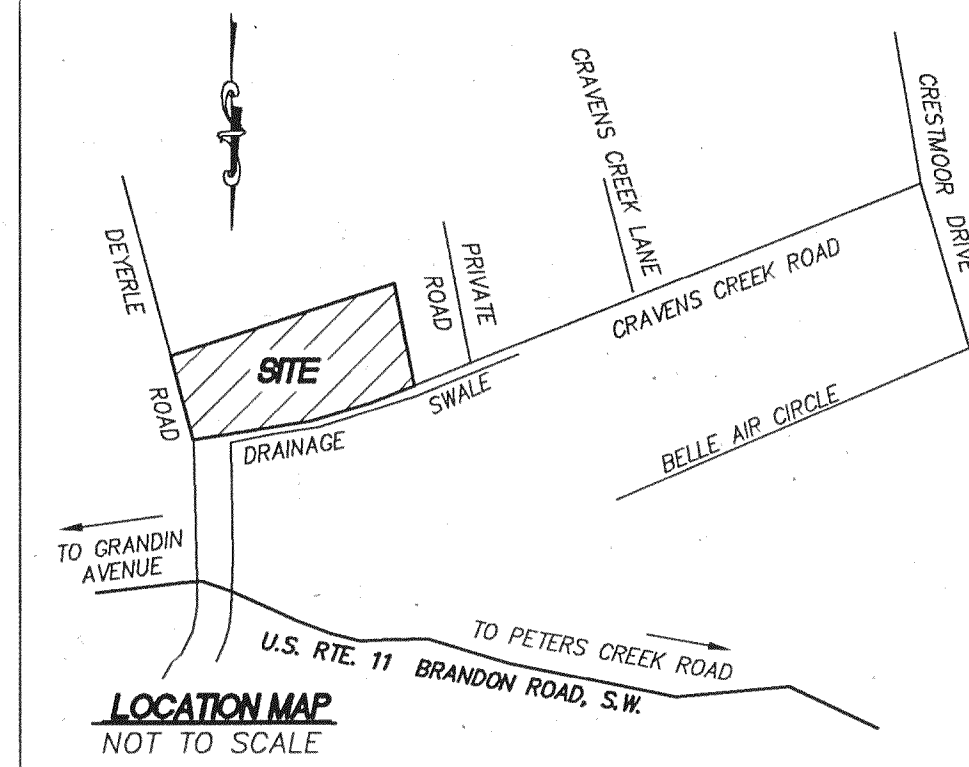 CRAVENS CREEK LANE
CRESTMOOR DRIVE
DEYERLE
ROAD
PRIVATE
ROAD
CRAVENS CREEK ROAD
SITE
SWALE
DRAINAGE
BELLE AIR CIRCLE
TO GRANDIN
AVENUE
TO PETERS CREEK ROAD
U.S. RTE. 11 BRANDON ROAD, S.W.
LOCATION MAP
NOT TO SCALE